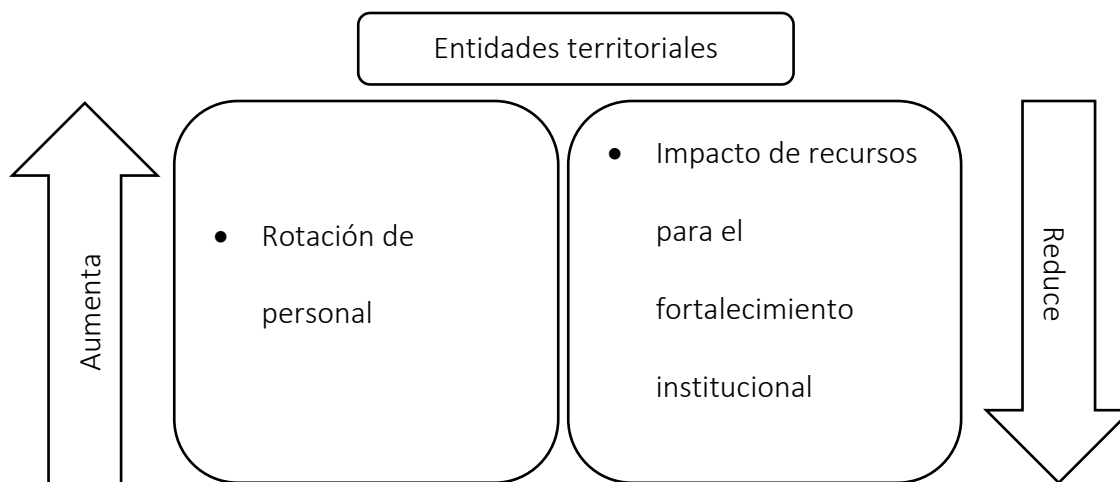 Entidades territoriales
Aumenta
• Rotación de
personal
• Impacto de recursos
para el
fortalecimiento
institucional
Reduce